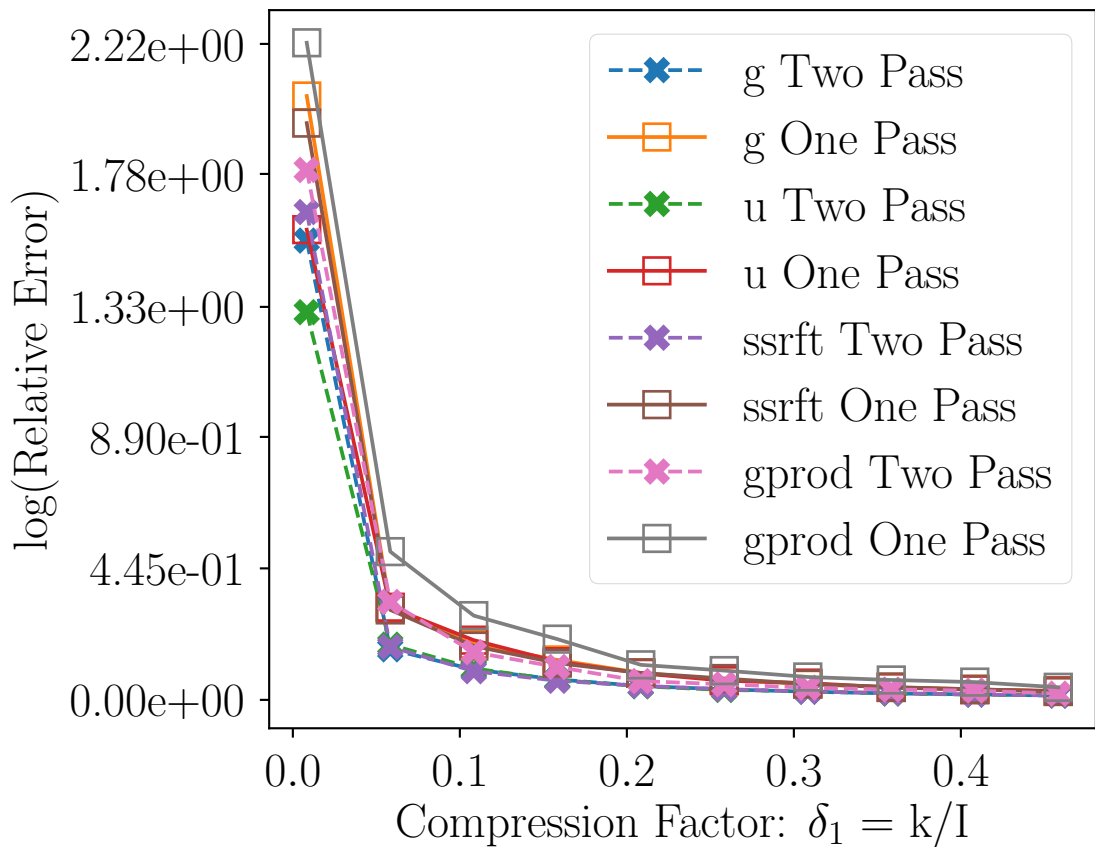 2.22e+00
1.78e+00
1.33e+00
8.90e-01
4.45e-01
0.00e+00
log(Relative Error)
g Two Pass
g One Pass
u Two Pass
u One Pass
ssrft Two Pass
ssrft One Pass
gprod Two Pass
gprod One Pass
0.0 0.1 0.2 0.3 0.4
Compression Factor: δ₁ = k/I